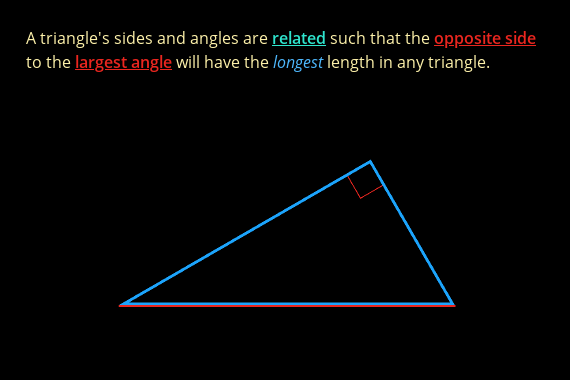 A triangle's sides and angles are related such that the opposite side
to the largest angle will have the longest length in any triangle.